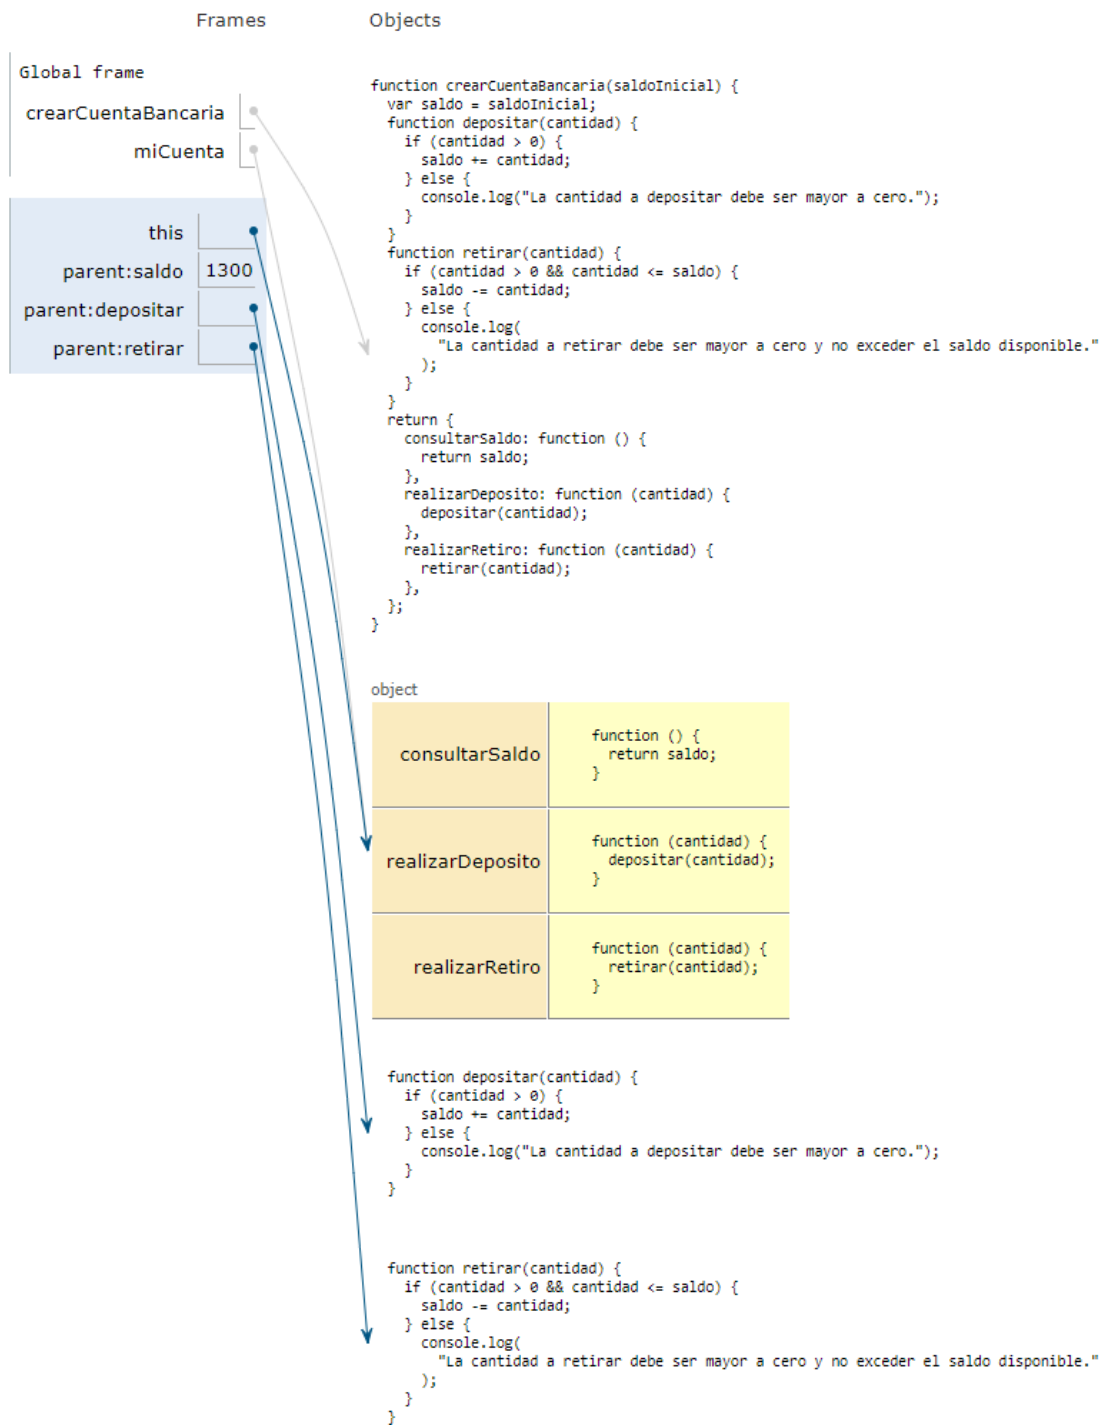 Frames Objects
Global frame
crearCuentaBancaria
miCuenta
this
parent:saldo 1300
parent:depositar
parent:retirar
function crearCuentaBancaria(saldoInicial) {
  var saldo = saldoInicial;
  function depositar(cantidad) {
    if (cantidad > 0) {
      saldo += cantidad;
    } else {
      console.log("La cantidad a depositar debe ser mayor a cero.");
    }
  }
  function retirar(cantidad) {
    if (cantidad > 0 && cantidad <= saldo) {
      saldo -= cantidad;
    } else {
      console.log(
        "La cantidad a retirar debe ser mayor a cero y no exceder el saldo disponible."
      );
    }
  }
  return {
    consultarSaldo: function () {
      return saldo;
    },
    realizarDeposito: function (cantidad) {
      depositar(cantidad);
    },
    realizarRetiro: function (cantidad) {
      retirar(cantidad);
    },
  };
}
object
consultarSaldo
function () {
  return saldo;
}
realizarDeposito
function (cantidad) {
  depositar(cantidad);
}
realizarRetiro
function (cantidad) {
  retirar(cantidad);
}
function depositar(cantidad) {
  if (cantidad > 0) {
    saldo += cantidad;
  } else {
    console.log("La cantidad a depositar debe ser mayor a cero.");
  }
}
function retirar(cantidad) {
  if (cantidad > 0 && cantidad <= saldo) {
    saldo -= cantidad;
  } else {
    console.log(
      "La cantidad a retirar debe ser mayor a cero y no exceder el saldo disponible."
    );
  }
}